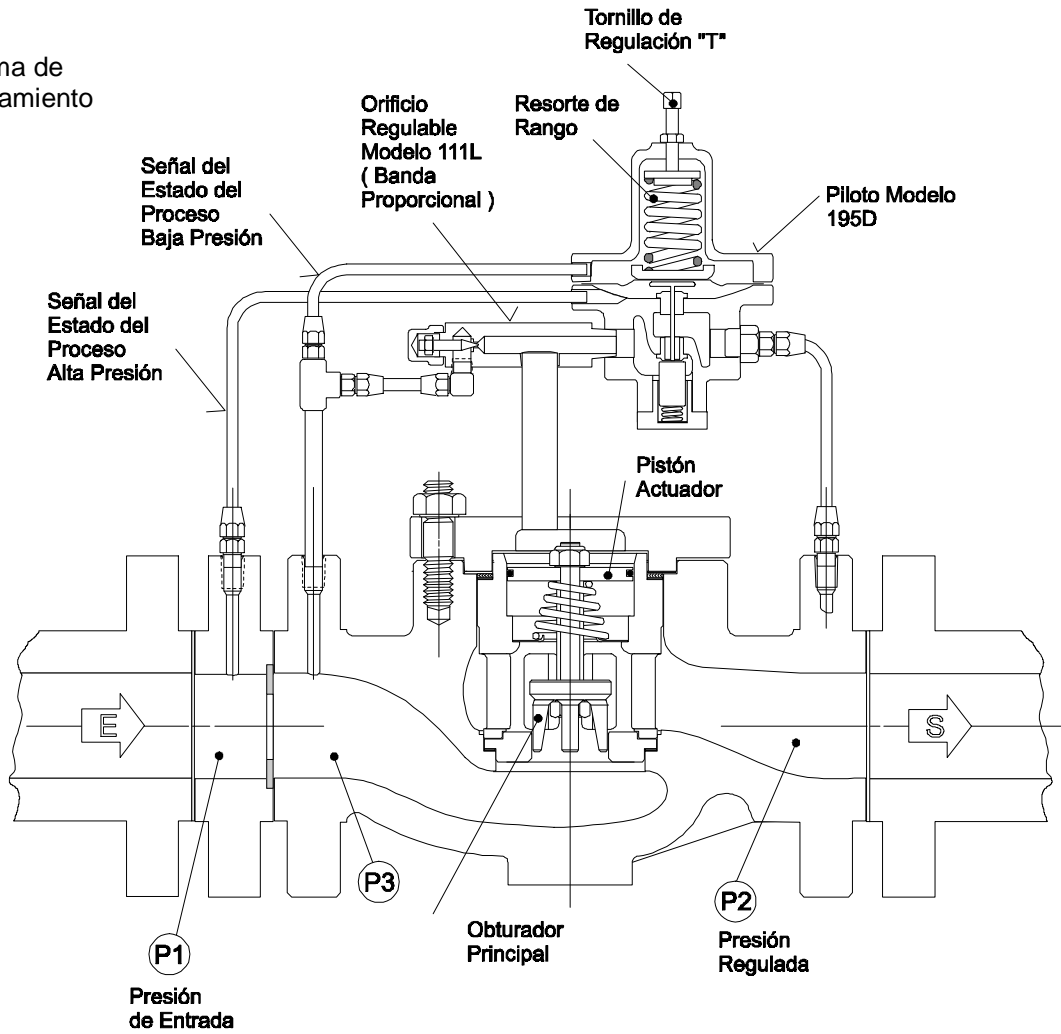 Tornillo de
Regulación "T"
amiento
Orificio
Regulable
Modelo 111L
( Banda
Proporcional )
Resorte de
Rango
Señal del
Estado del
Proceso
Baja Presión
Piloto Modelo
195D
Señal del
Estado del
Proceso
Alta Presión
Pistón
Actuador
E
S
P3
P2
Presión
Regulada
Obturador
Principal
P1
Presión
de Entrada